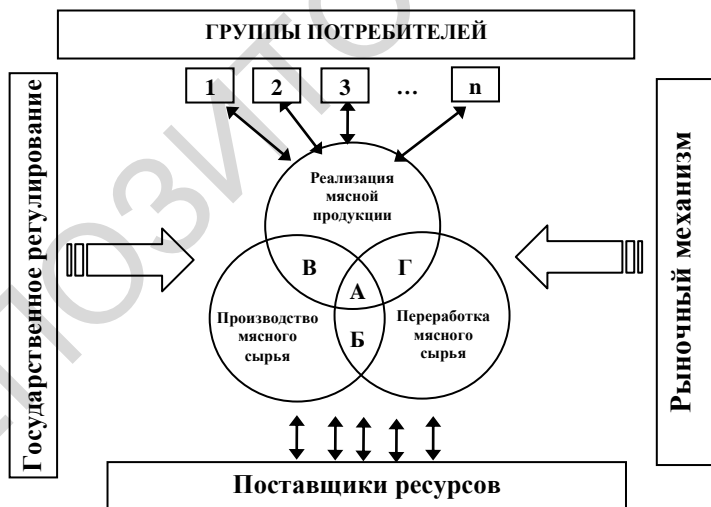 ГРУППЫ ПОТРЕБИТЕЛЕЙ
1 2 3 ... n
Государственное регулирование
Рыночный механизм
Реализация
мясной
продукции
В
Г
А
Б
Производство
мясного
сырья
Переработка
мясного
сырья
Поставщики ресурсов